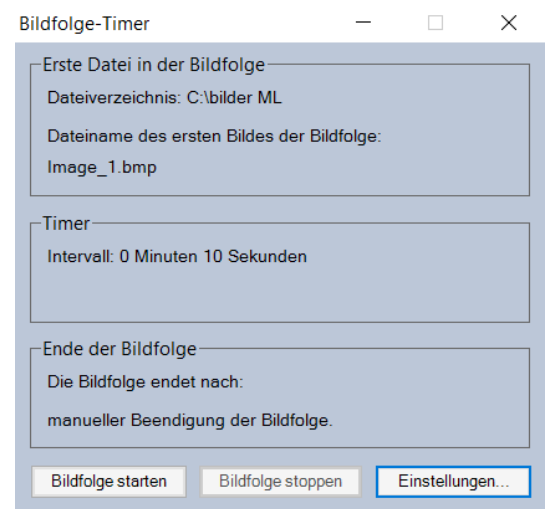 Bildfolge-Timer
Erste Datei in der Bildfolge
Dateiverzeichnis: C:\bilder ML
Dateiname des ersten Bildes der Bildfolge:
Image_1.bmp
Timer
Intervall: 0 Minuten 10 Sekunden
Ende der Bildfolge
Die Bildfolge endet nach:
manueller Beendigung der Bildfolge.
Bildfolge starten Bildfolge stoppen Einstellungen...